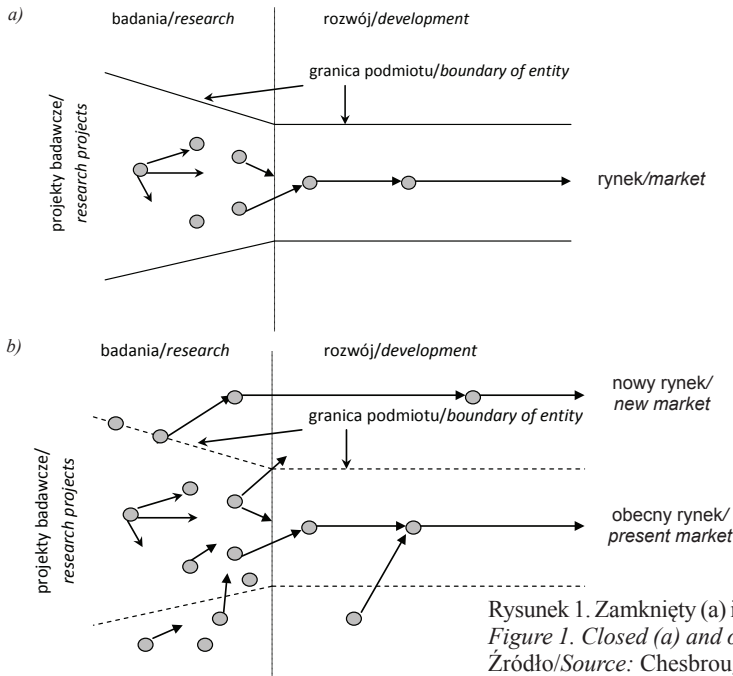 a)
badania/research
rozwój/development
granica podmiotu/boundary of entity
projekty badawcze/
research projects
rynek/market
b)
badania/research
rozwój/development
nowy rynek/
new market
granica podmiotu/boundary of entity
projekty badawcze/
research projects
obecny rynek/
present market
Rysunek 1. Zamknięty (a) i
Figure 1. Closed (a) and
Źródło/Source: